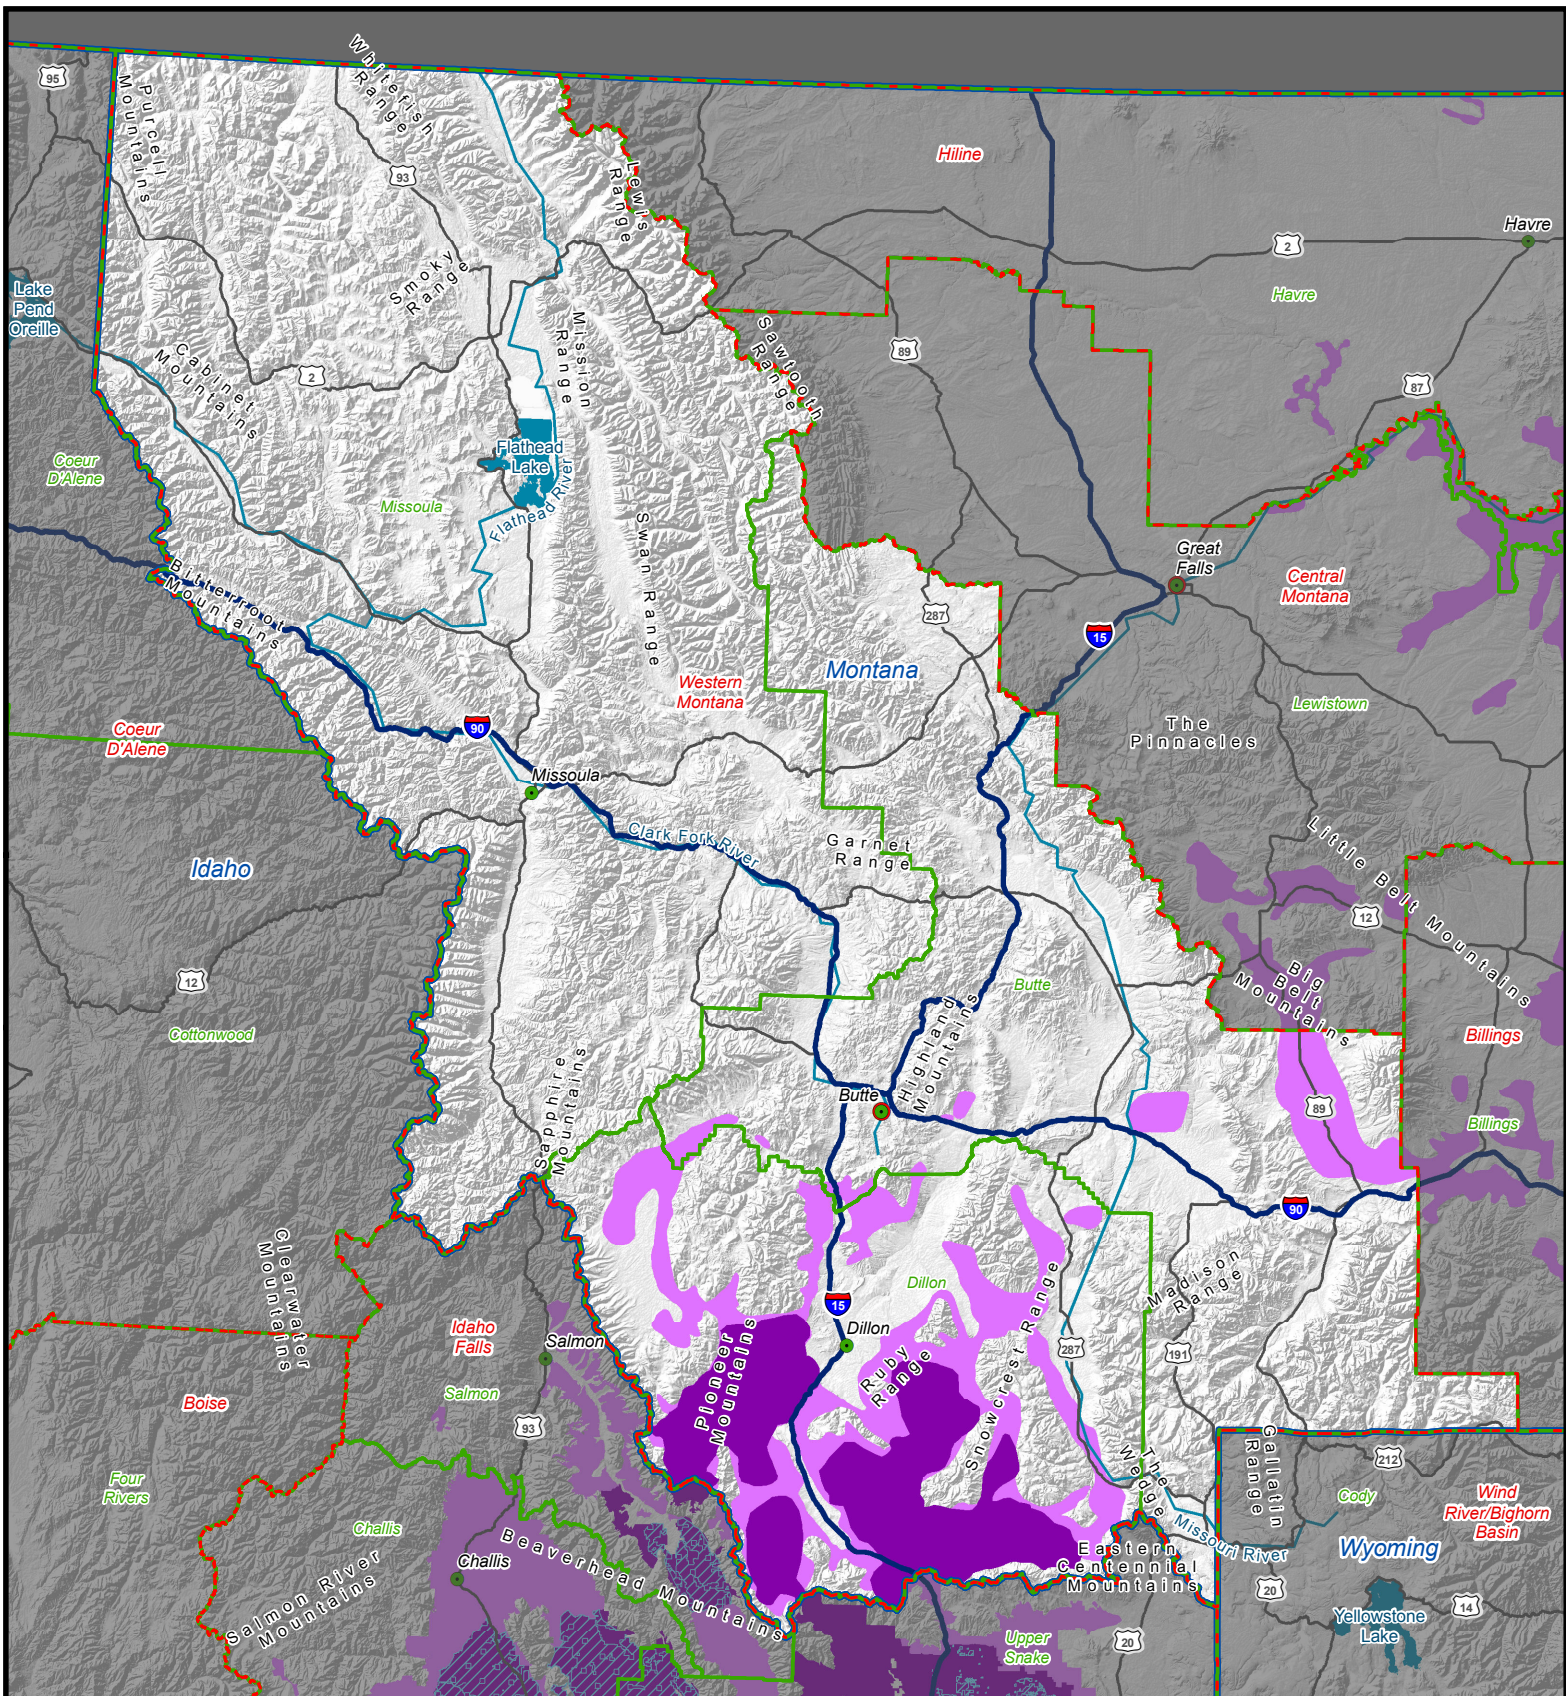 95
Purcell
Mountains
Whitefish
Range
93
Lewis
Range
Hiline
Havre
2
Havre
Lake
Pend
Oreille
Smoky
Range
Mission
Range
Sawtooth
Range
89
87
Cabinet
Mountains
2
Coeur
D'Alene
Flathead
Lake
Flathead River
Missoula
Swan Range
Great
Falls
Central
Montana
287
15
Bitterroot
Mountains
Montana
Western
Montana
Lewistown
The
Pinnacles
Coeur
D'Alene
90
Missoula
Clark Fork River
Garnet
Range
Little Belt Mountains
Idaho
12
12
Big
Belt
Mountains
Butte
Highland
Mountains
Cottonwood
Billings
Sapphire
Mountains
Butte
89
Billings
90
Clearwater
Mountains
Madison
Range
Dillon
15
Dillon
Idaho
Falls
Salmon
Salmon
Pioneer
Mountains
Ruby
Range
Snowcrest Range
287
191
Boise
93
The
Wedge
Gallatin
Range
212
Four
Rivers
Cody
Wind
River/Bighorn
Basin
Challis
Challis
Beaverhead Mountains
Missouri River
Wyoming
Eastern
Centennial
Mountains
Salmon River
Mountains
20
14
Yellowstone
Lake
Upper
Snake
20